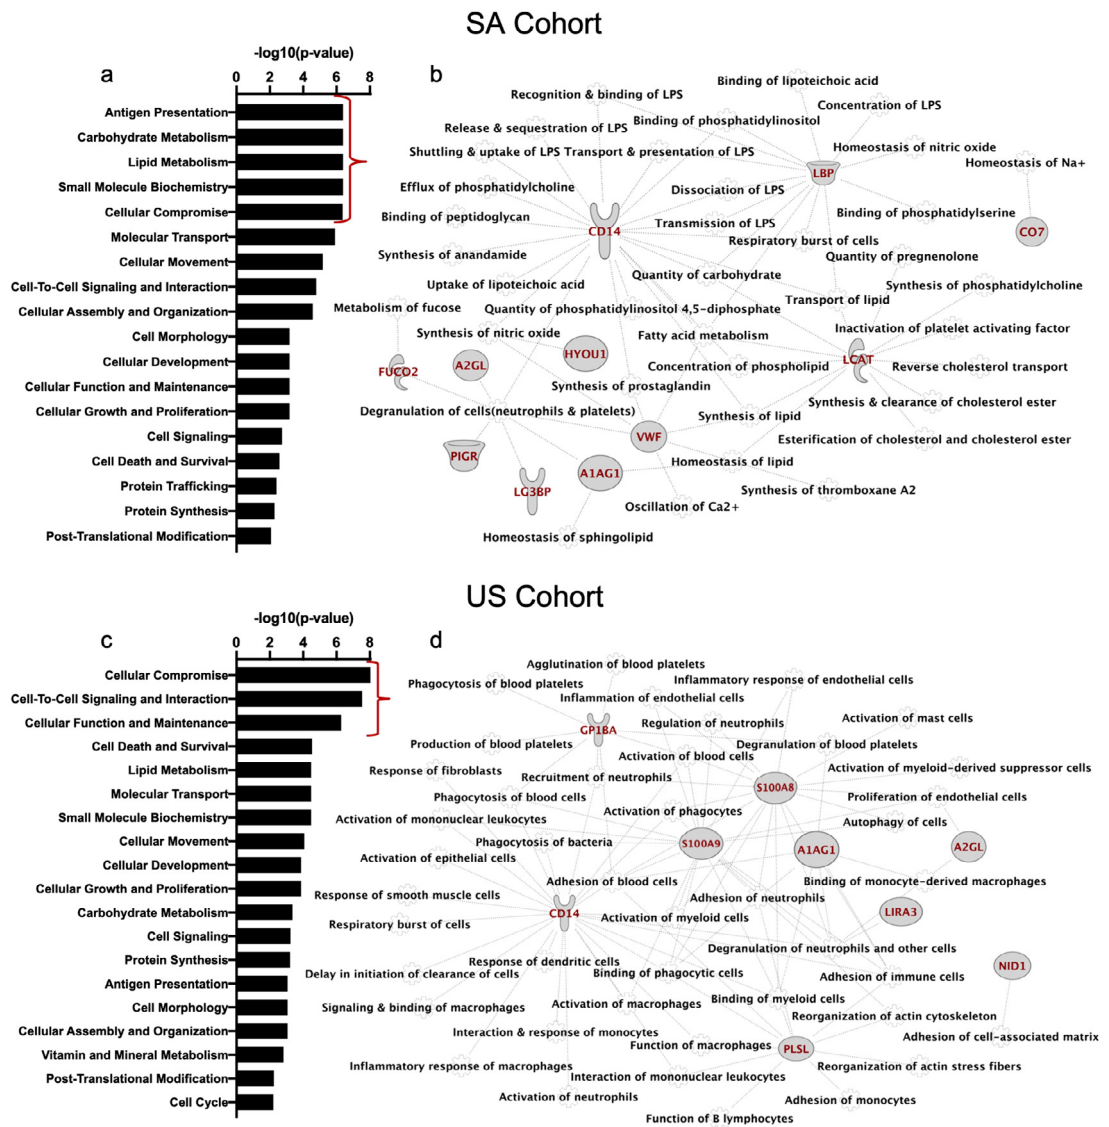 SA Cohort
-log10(p-value)
a
0 2 4 6 8
Antigen Presentation
Carbohydrate Metabolism
Lipid Metabolism
Small Molecule Biochemistry
Cellular Compromise
Molecular Transport
Cellular Movement
Cell-To-Cell Signaling and Interaction
Cellular Assembly and Organization
Cell Morphology
Cellular Development
Cellular Function and Maintenance
Cellular Growth and Proliferation
Cell Signaling
Cell Death and Survival
Protein Trafficking
Protein Synthesis
Post-Translational Modification
b
Binding of lipoteichoic acid
Recognition & binding of LPS
Concentration of LPS
Binding of phosphatidylinositol
Release & sequestration of LPS
Homeostasis of nitric oxide
Shuttling & uptake of LPS
Transport & presentation of LPS
Homeostasis of Na+
LBP
Efflux of phosphatidylcholine
Dissociation of LPS
Binding of peptidoglycan
Binding of phosphatidylserine
Transmission of LPS
CD14
CO7
Respiratory burst of cells
Synthesis of anandamide
Quantity of pregnenolone
Quantity of carbohydrate
Uptake of lipoteichoic acid
Synthesis of phosphatidylcholine
Transport of lipid
Metabolism of fucose
Quantity of phosphatidylinositol 4,5-diphosphate
Inactivation of platelet activating factor
Synthesis of nitric oxide
Fatty acid metabolism
HYOU1
LCAT
A2GL
Concentration of phospholipid
Reverse cholesterol transport
FUCO2
Synthesis of prostaglandin
Synthesis & clearance of cholesterol ester
Degranulation of cells(neutrophils & platelets)
Synthesis of lipid
VWF
Esterification of cholesterol and cholesterol ester
PIGR
Homeostasis of lipid
A1AG1
LG3BP
Synthesis of thromboxane A2
Oscillation of Ca2+
Homeostasis of sphingolipid
US Cohort
-log10(p-value)
c
0 2 4 6 8
Cellular Compromise
Cell-To-Cell Signaling and Interaction
Cellular Function and Maintenance
Cell Death and Survival
Lipid Metabolism
Molecular Transport
Small Molecule Biochemistry
Cellular Movement
Cellular Development
Cellular Growth and Proliferation
Carbohydrate Metabolism
Cell Signaling
Protein Synthesis
Antigen Presentation
Cell Morphology
Cellular Assembly and Organization
Vitamin and Mineral Metabolism
Post-Translational Modification
Cell Cycle
d
Agglutination of blood platelets
Phagocytosis of blood platelets
Inflammatory response of endothelial cells
Inflammation of endothelial cells
Regulation of neutrophils
Activation of mast cells
GP1BA
Production of blood platelets
Degranulation of blood platelets
Activation of blood cells
Response of fibroblasts
Recruitment of neutrophils
Activation of myeloid-derived suppressor cells
S100A8
Phagocytosis of blood cells
Proliferation of endothelial cells
Activation of phagocytes
Activation of mononuclear leukocytes
Autophagy of cells
Phagocytosis of bacteria
S100A9
A1AG1
A2GL
Activation of epithelial cells
Adhesion of blood cells
Binding of monocyte-derived macrophages
Response of smooth muscle cells
Adhesion of neutrophils
CD14
LIRA3
Activation of myeloid cells
Respiratory burst of cells
Degranulation of neutrophils and other cells
Response of dendritic cells
NID1
Delay in initiation of clearance of cells
Binding of phagocytic cells
Adhesion of immune cells
Signaling & binding of macrophages
Activation of macrophages
Binding of myeloid cells
Reorganization of actin cytoskeleton
Interaction & response of monocytes
Adhesion of cell-associated matrix
Function of macrophages
PLSL
Inflammatory response of macrophages
Reorganization of actin stress fibers
Interaction of mononuclear leukocytes
Activation of neutrophils
Adhesion of monocytes
Function of B lymphocytes